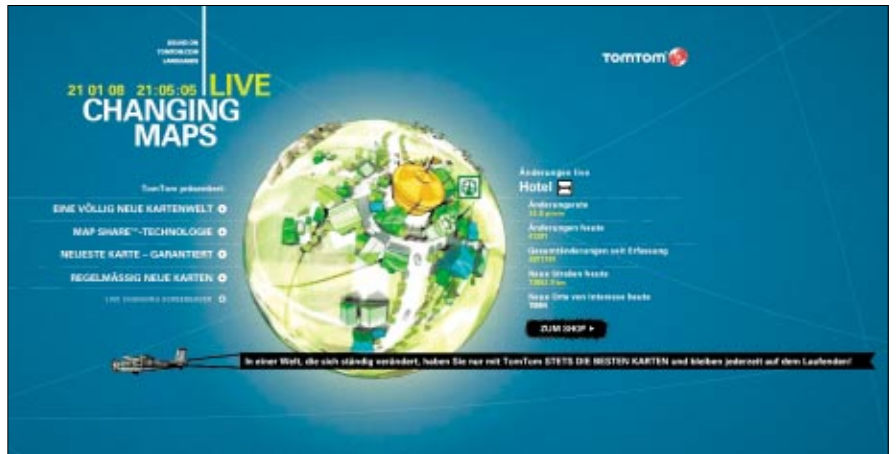 SOUND ON
TOMTOM.COM
LANGUAGE
21 01 08 21:05:05 LIVE
CHANGING
MAPS
TomTom präsentiert:
EINE VÖLLIG NEUE KARTENWELT
MAP SHARE™-TECHNOLOGIE
NEUESTE KARTE – GARANTIERT
REGELMÄSSIG NEUE KARTEN
LIVE CHANGING SCREENSAVER
TOMTOM
Änderungen live
Hotel
Änderungsrate
Änderungen heute
Gesamtänderungen seit Erfassung
Neue Straßen heute
Neue Orte von Interesse heute
ZUM SHOP
In einer Welt, die sich ständig verändert, haben Sie nur mit TomTom STETS DIE BESTEN KARTEN und bleiben jederzeit auf dem Laufenden!